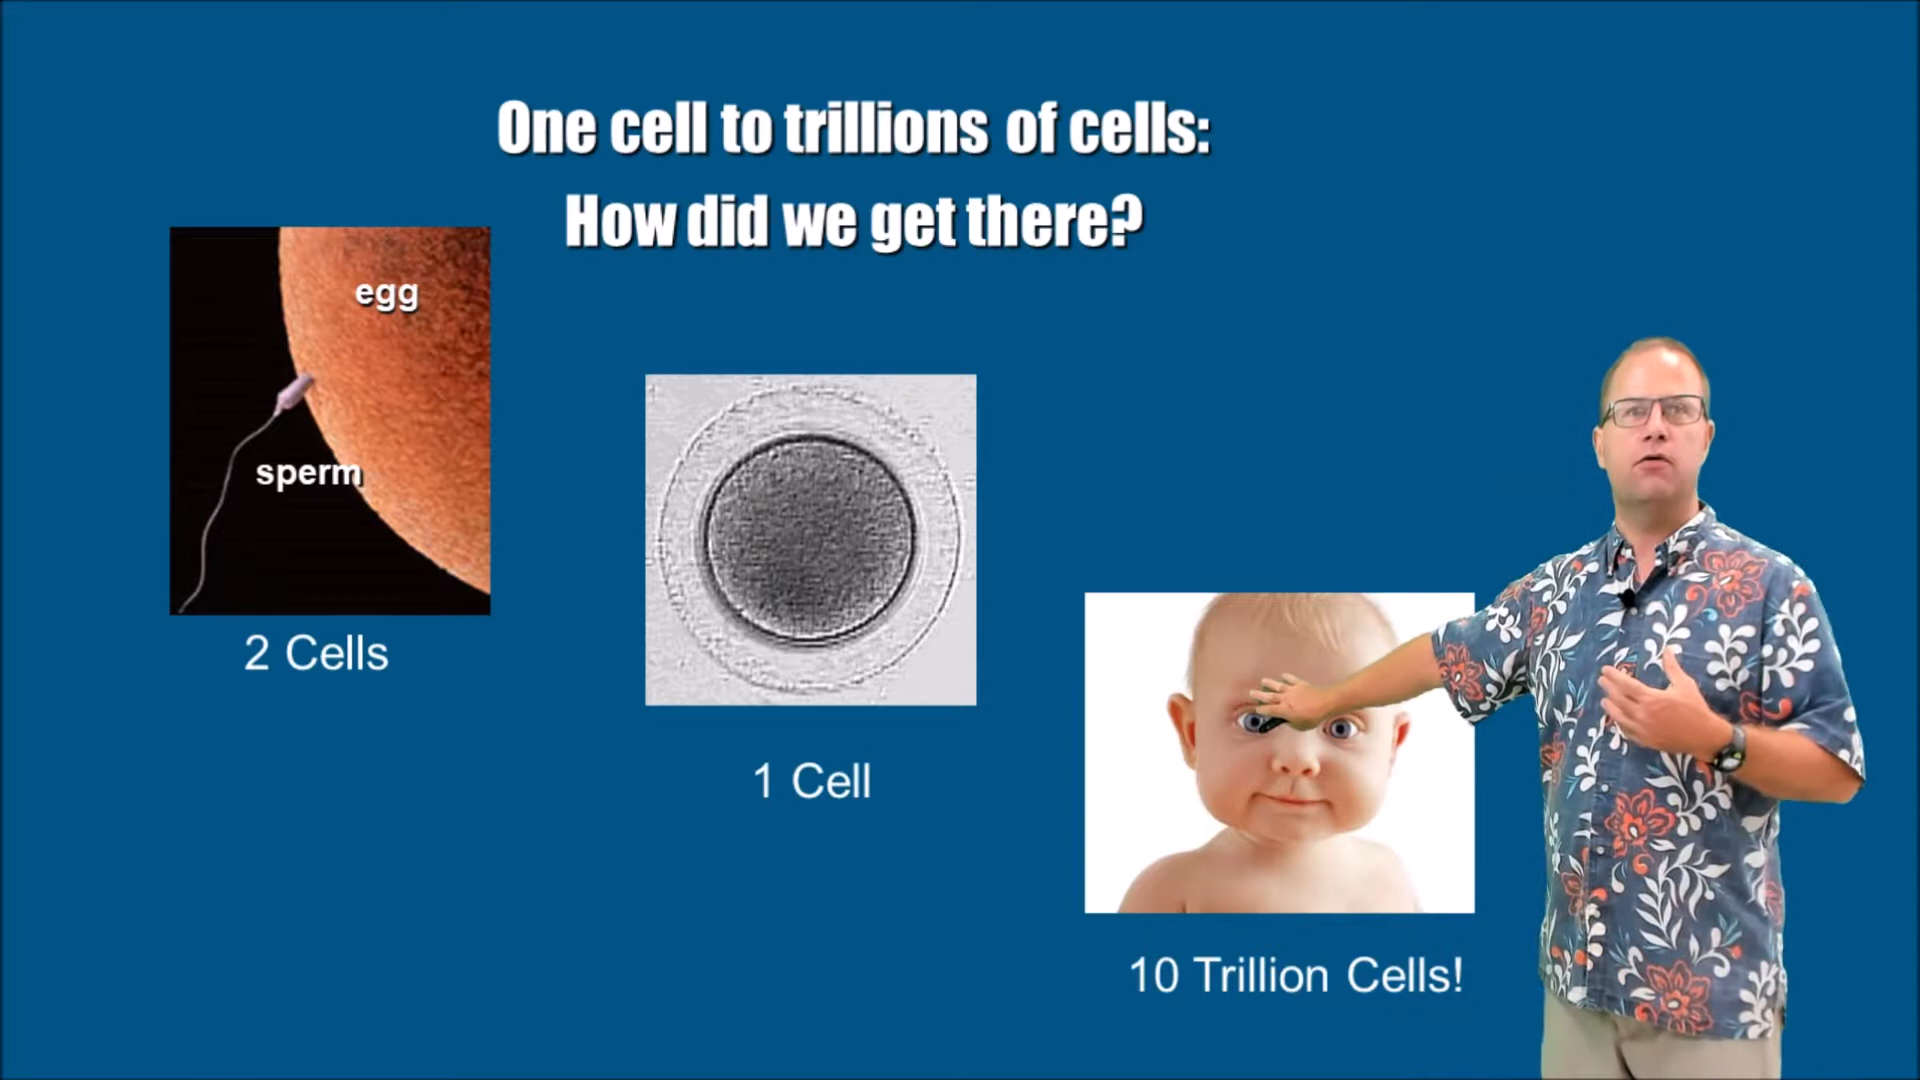 One cell to trillions of cells:
How did we get there?
egg
sperm
2 Cells
1 Cell
10 Trillion Cells!